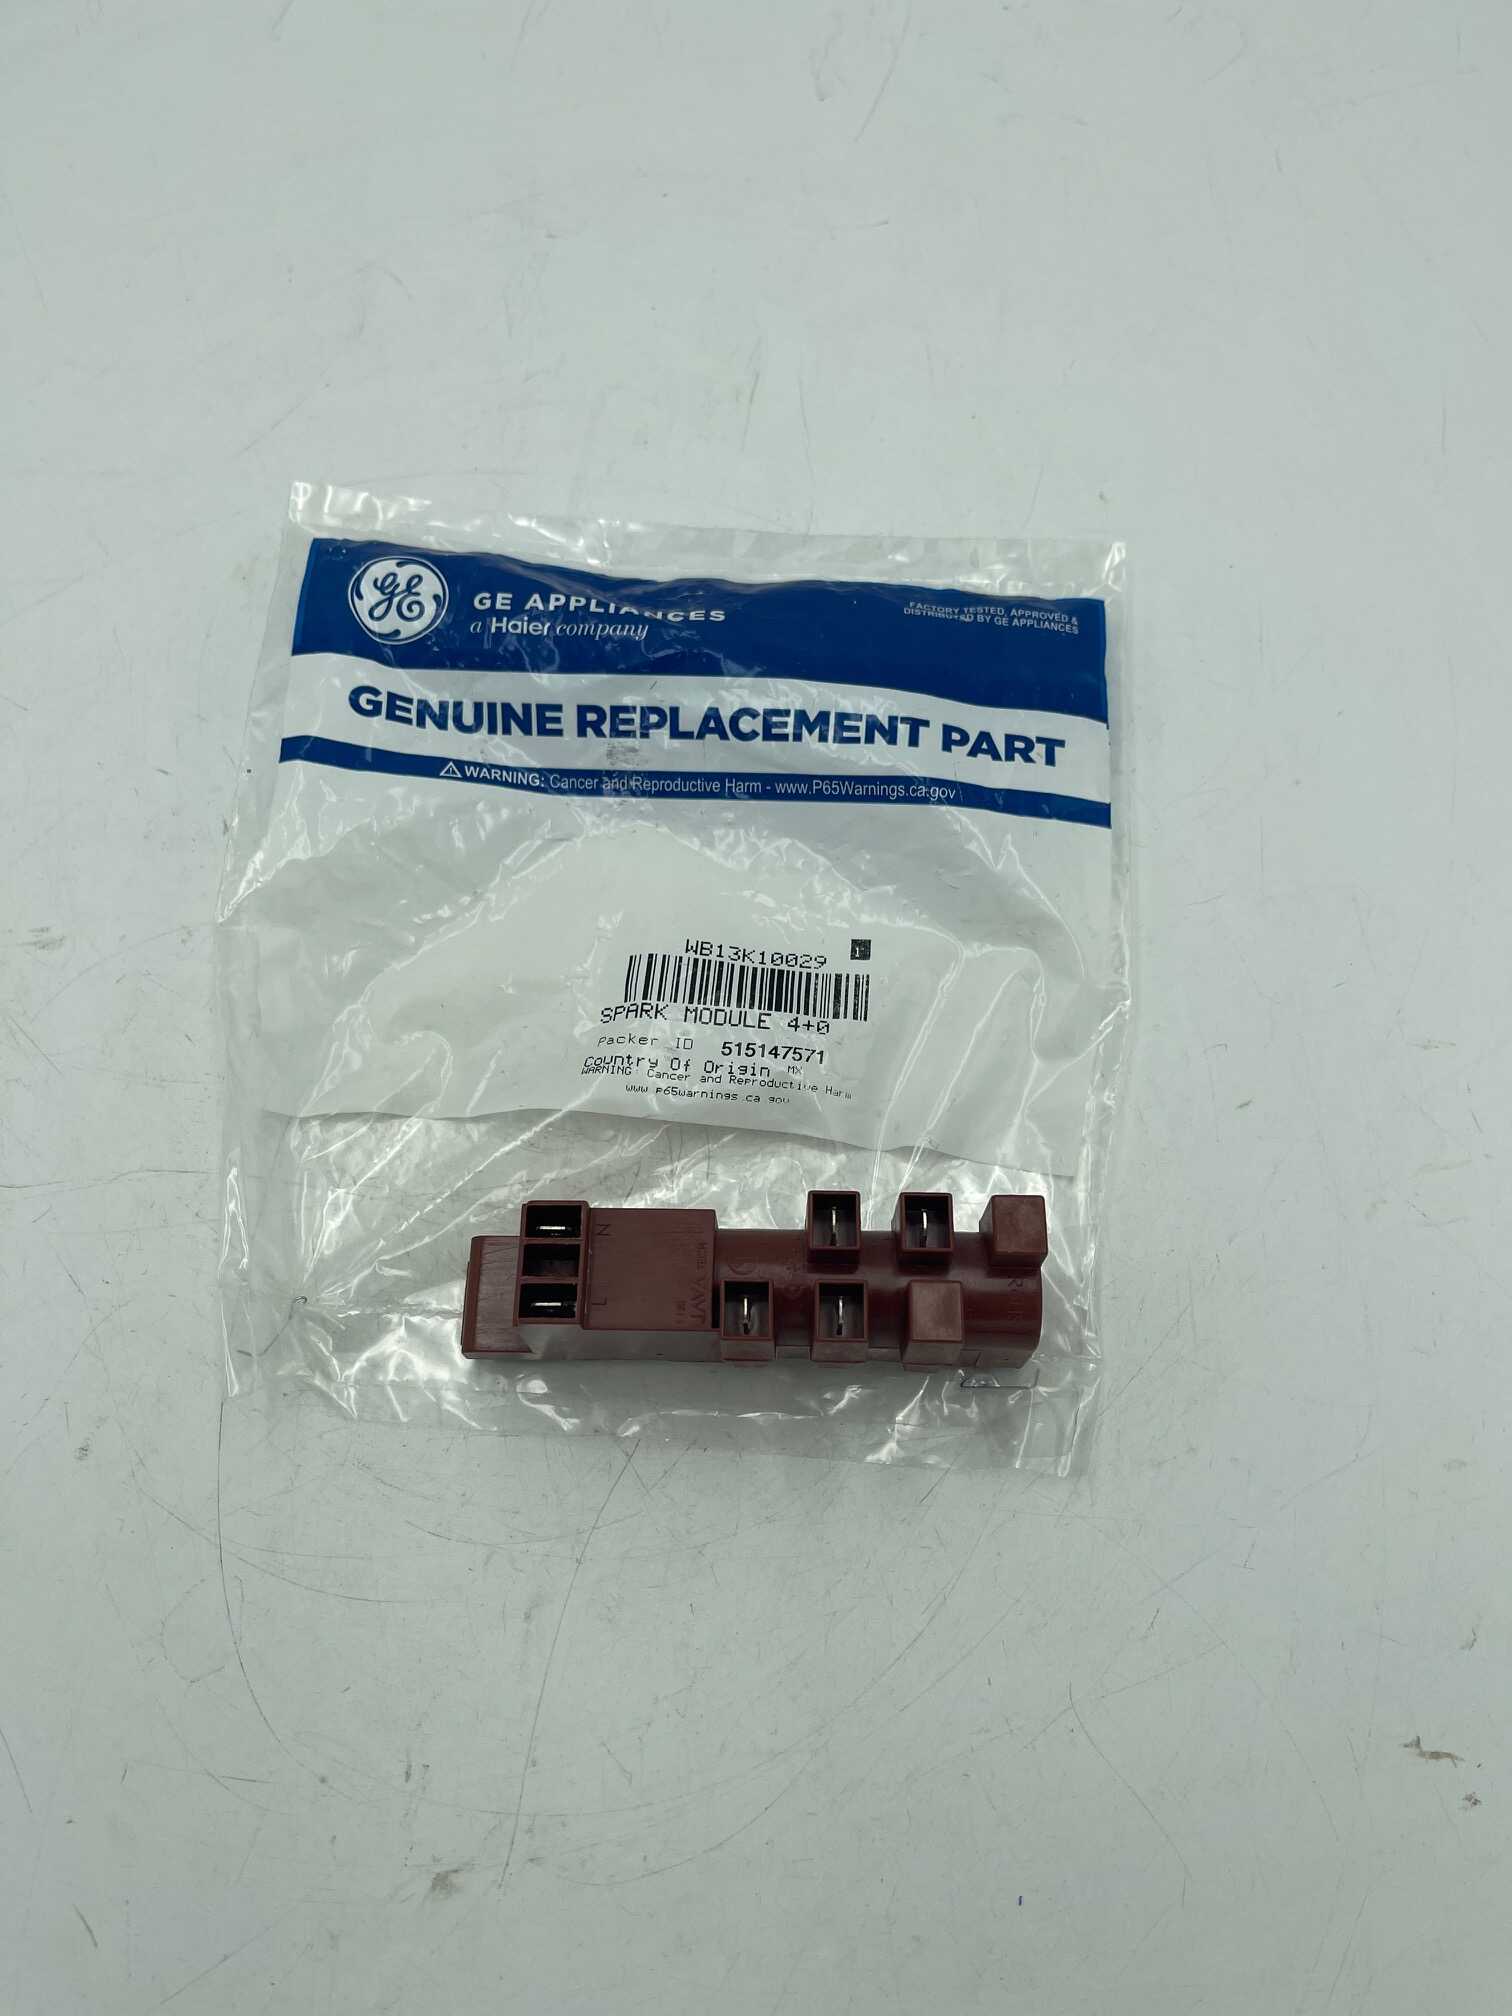 GE
GE APPLIANCES
a Haier company
FACTORY TESTED, APPROVED &
DISTRIBUTED BY GE APPLIANCES
GENUINE REPLACEMENT PART
WARNING: Cancer and Reproductive Harm - www.P65Warnings.ca.gov
WB13K10029 1
SPARK MODULE 4+0
Packer ID 515147571
Country Of Origin MX
WARNING: Cancer and Reproductive Harm
www.p65warnings.ca.gov
N
L